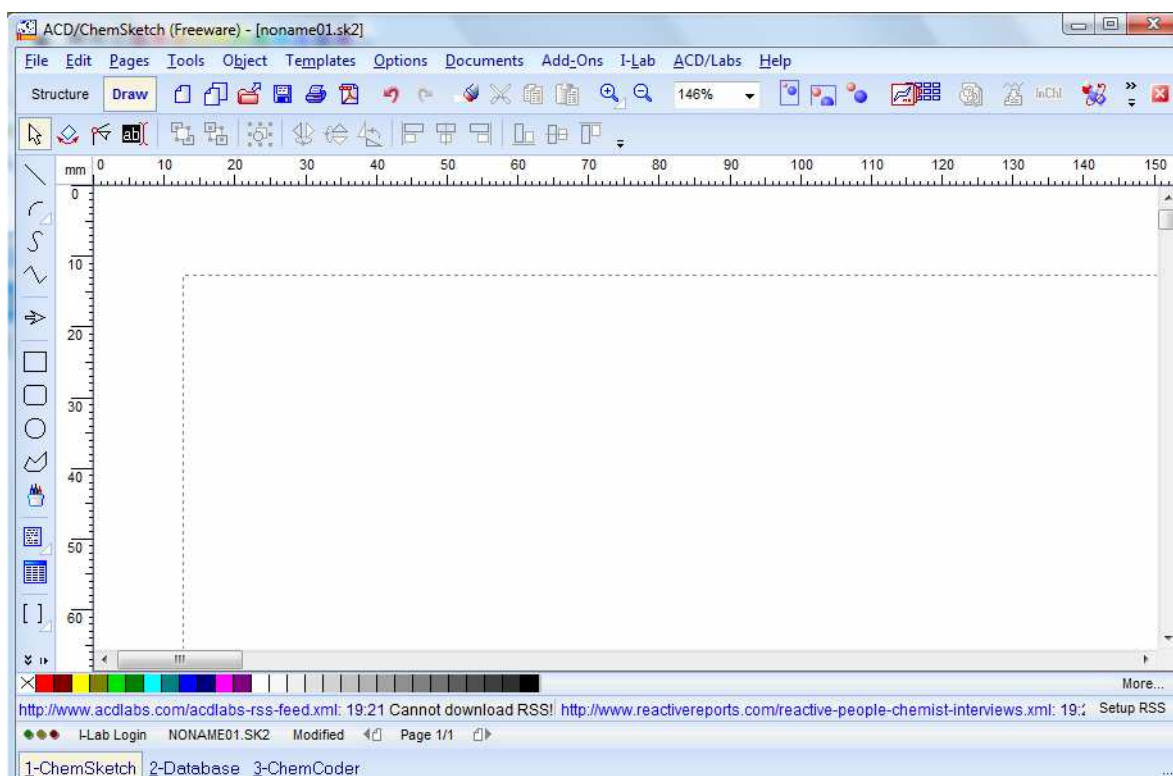 ACD/ChemSketch (Freeware) - [noname01.sk2]
File Edit Pages Tools Object Templates Options Documents Add-Ons I-Lab ACD/Labs Help
Structure Draw 146% InChI
ab
mm 0 10 20 30 40 50 60 70 80 90 100 110 120 130 140 150
0
10
20
30
40
50
60
More...
http://www.acdlabs.com/acdlabs-rss-feed.xml: 19:21 Cannot download RSS! http://www.reactivereports.com/reactive-people-chemist-interviews.xml: 19:2 Setup RSS
I-Lab Login NONAME01.SK2 Modified Page 1/1
1-ChemSketch 2-Database 3-ChemCoder